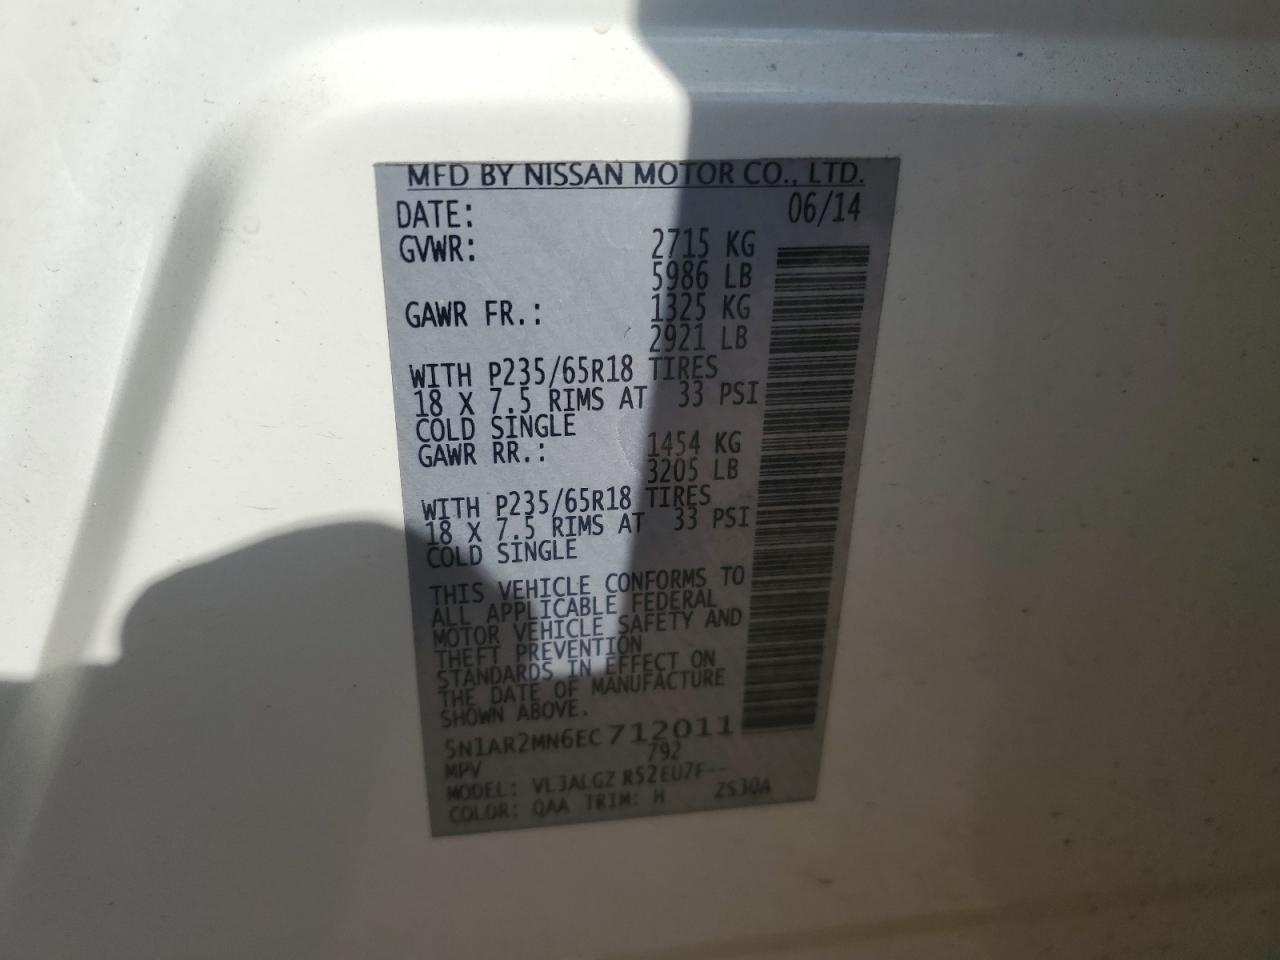 MFD BY NISSAN MOTOR CO., LTD.
DATE: 06/14
GVWR: 2715 KG
5986 LB
GAWR FR.: 1325 KG
2921 LB
WITH P235/65R18 TIRES
18 X 7.5 RIMS AT 33 PSI
COLD SINGLE
GAWR RR.: 1454 KG
3205 LB
WITH P235/65R18 TIRES
18 X 7.5 RIMS AT 33 PSI
COLD SINGLE
THIS VEHICLE CONFORMS TO
ALL APPLICABLE FEDERAL
MOTOR VEHICLE SAFETY AND
THEFT PREVENTION
STANDARDS IN EFFECT ON
THE DATE OF MANUFACTURE
SHOWN ABOVE.
5N1AR2MN6EC712011
MPV 792
MODEL: VL3ALGZ R52EU7F--
COLOR: QAA TRIM: H ZS30A